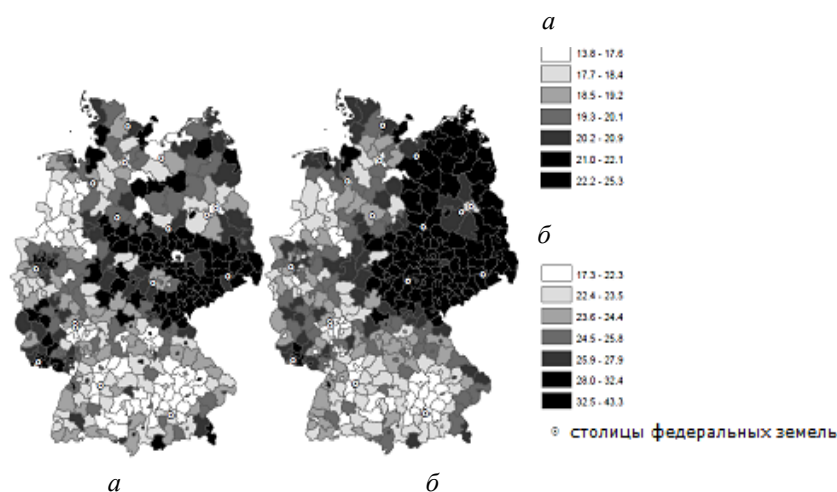 а
13.8 - 17.6
17.7 - 18.4
18.5 - 19.2
19.3 - 20.1
20.2 - 20.9
21.0 - 22.1
22.2 - 25.3
б
17.3 - 22.3
22.4 - 23.5
23.6 - 24.4
24.5 - 25.8
25.9 - 27.9
28.0 - 32.4
32.5 - 43.3
столицы федеральных земель
а б